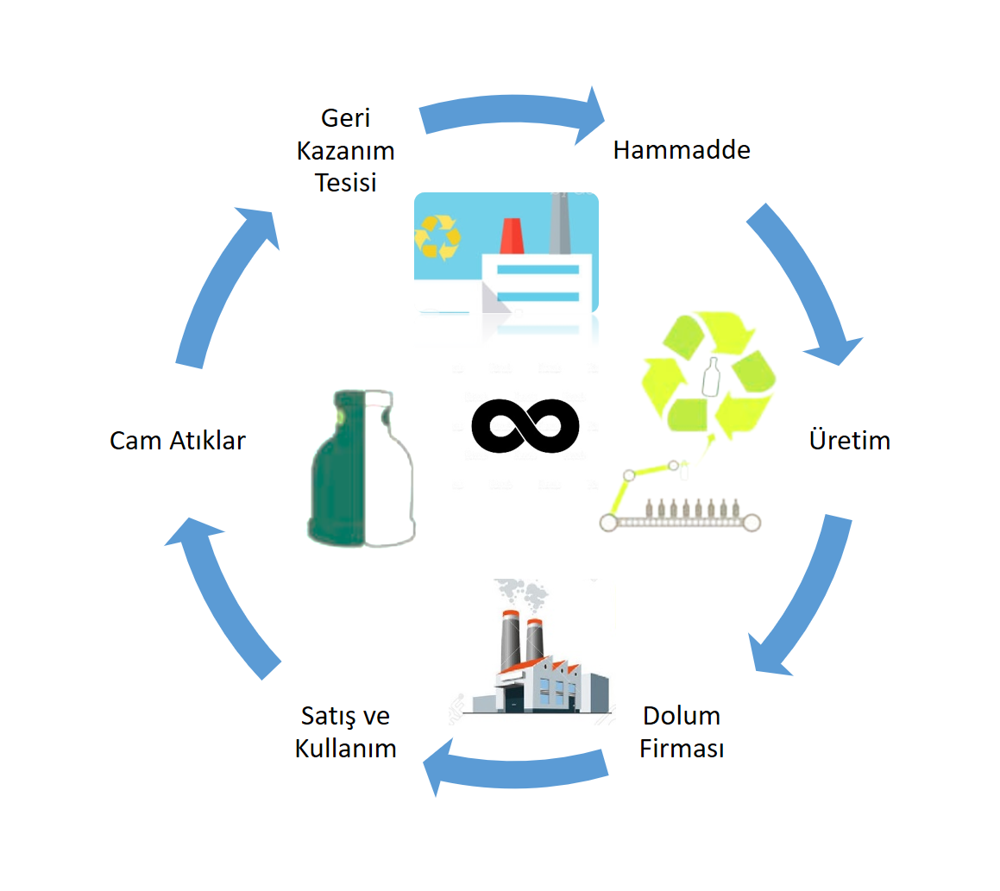 Geri
Kazanım
Tesisi
Hammadde
Üretim
Dolum
Firması
Satış ve
Kullanım
Cam Atıklar